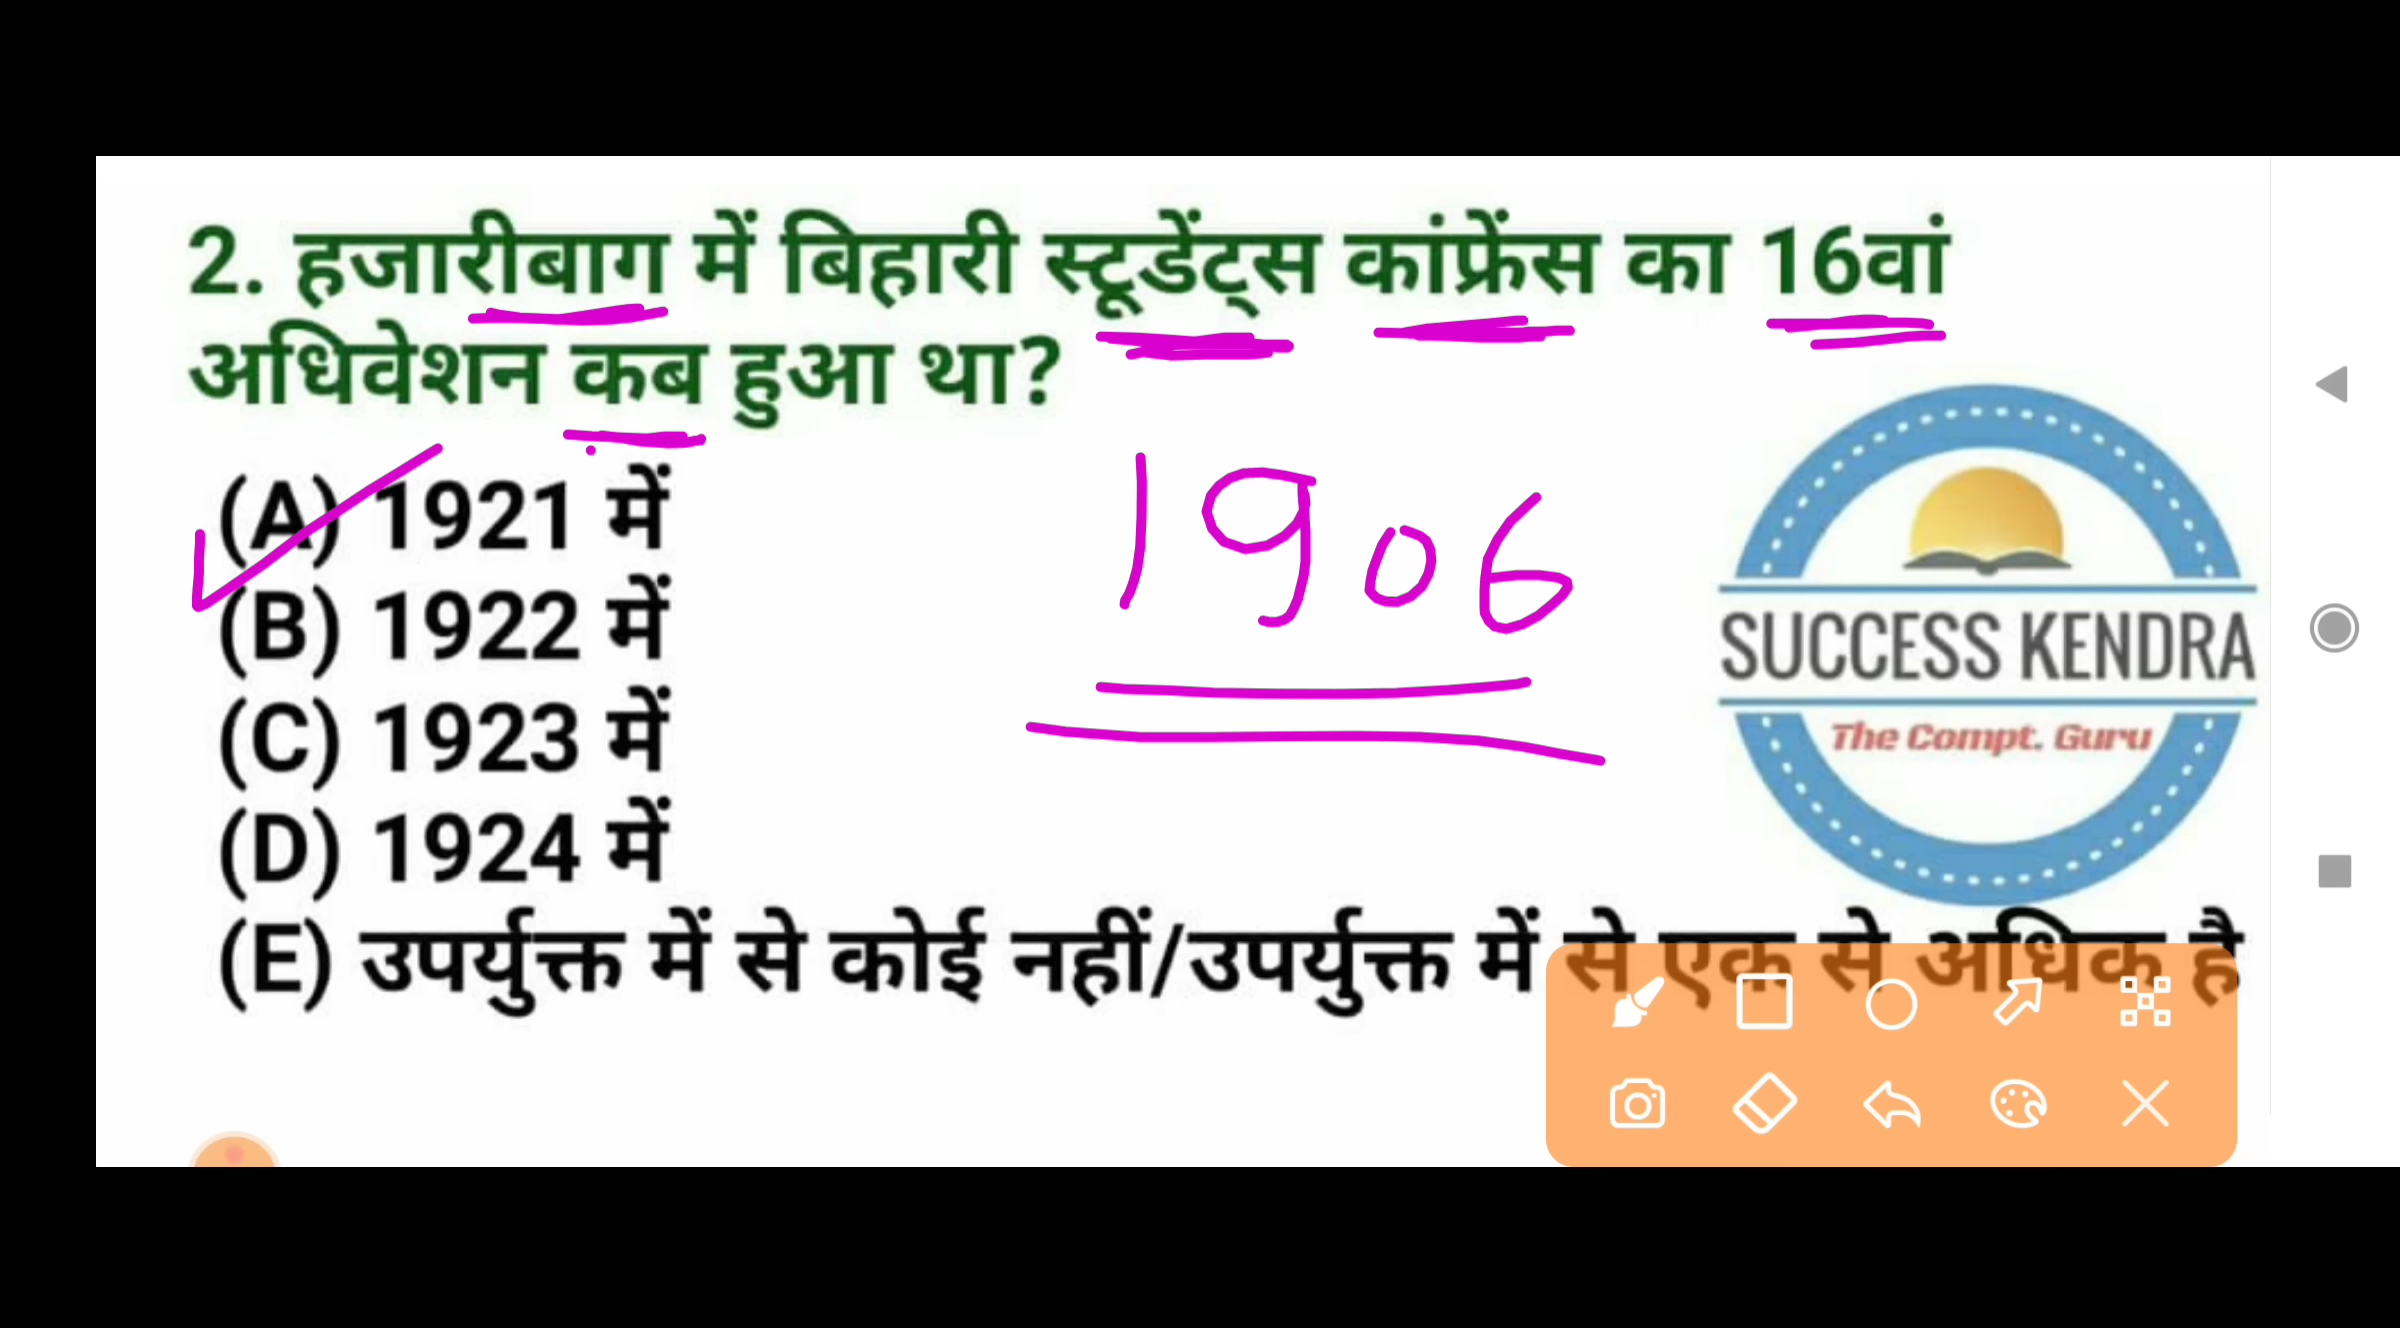 2. हजारीबाग में बिहारी स्टूडेंट्स कांफ्रेंस का 16वां
अधिवेशन कब हुआ था?
(A) 1921 में
(B) 1922 में
(C) 1923 में
(D) 1924 में
(E) उपर्युक्त में से कोई नहीं/उपर्युक्त में से एक से अधिक है
1906
SUCCESS KENDRA
The Compt. Guru